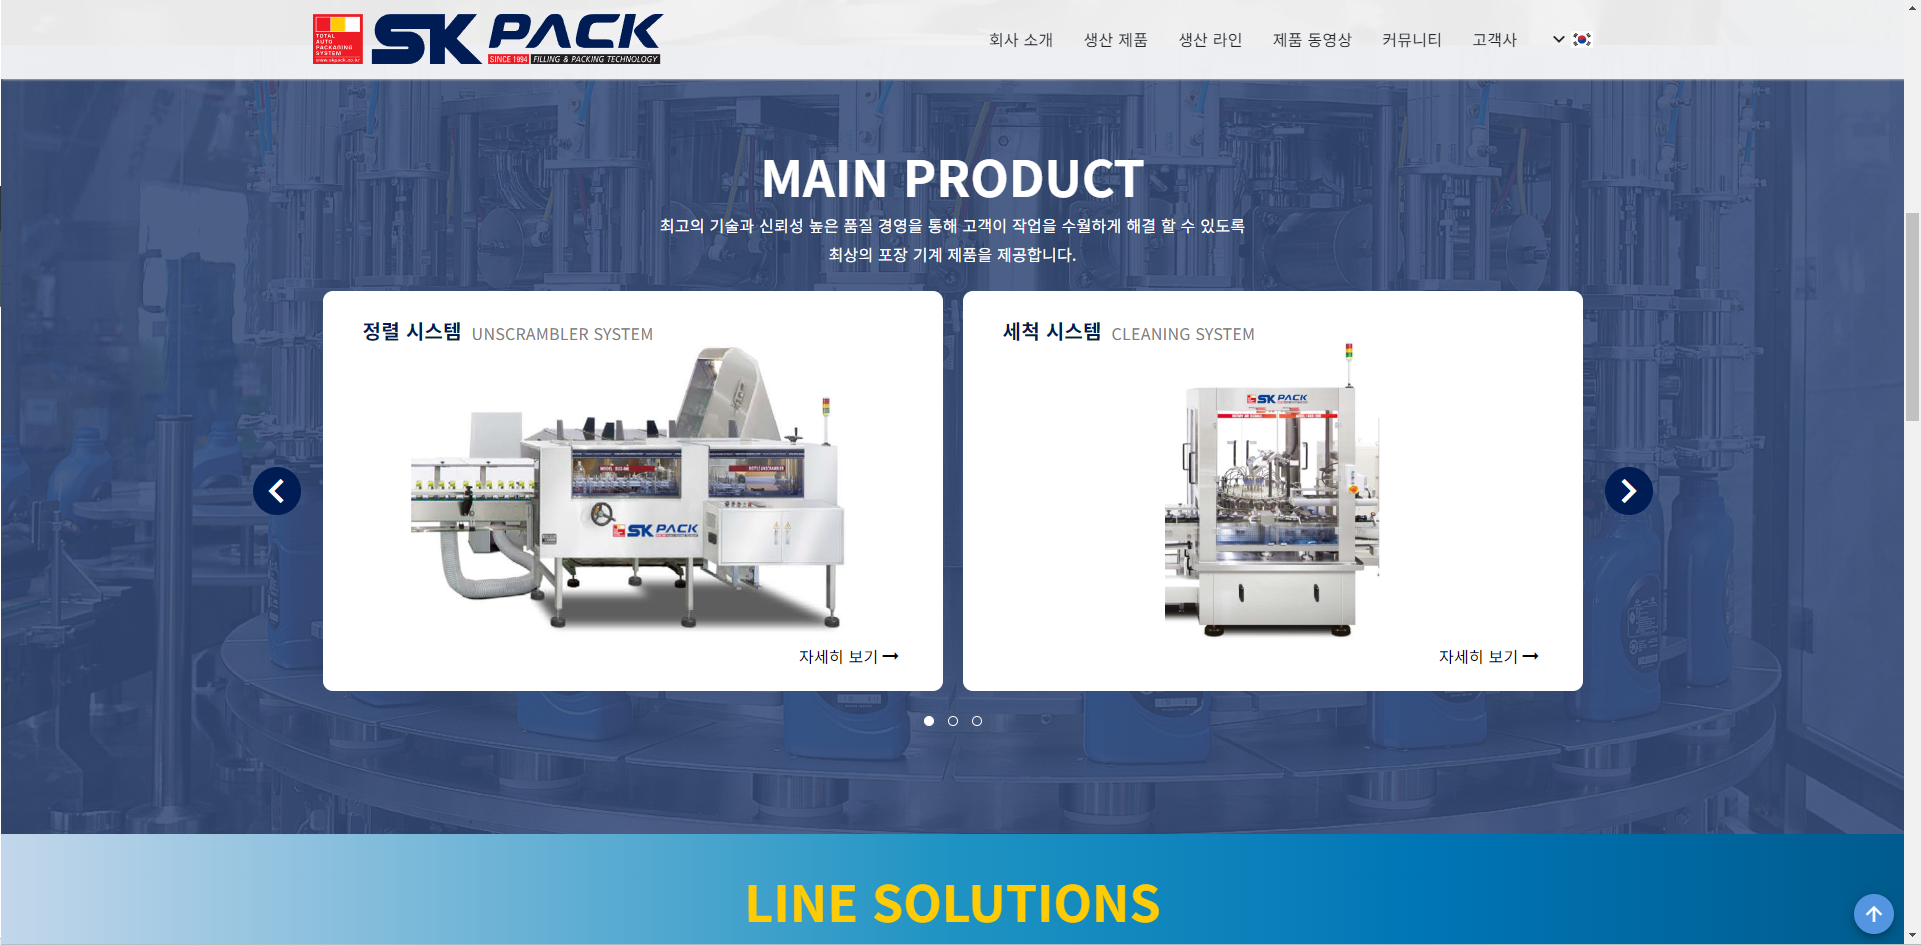 TOTAL
AUTO
PACKAGING
SYSTEM
www.skpack.co.kr
SK PACK
SINCE 1994 FILLING & PACKING TECHNOLOGY
회사 소개 생산 제품 생산 라인 제품 동영상 커뮤니티 고객사
MAIN PRODUCT
최고의 기술과 신뢰성 높은 품질 경영을 통해 고객이 작업을 수월하게 해결 할 수 있도록
최상의 포장 기계 제품을 제공합니다.
정렬 시스템 UNSCRAMBLER SYSTEM
SK PACK
자세히 보기
세척 시스템 CLEANING SYSTEM
SK PACK
자세히 보기
LINE SOLUTIONS